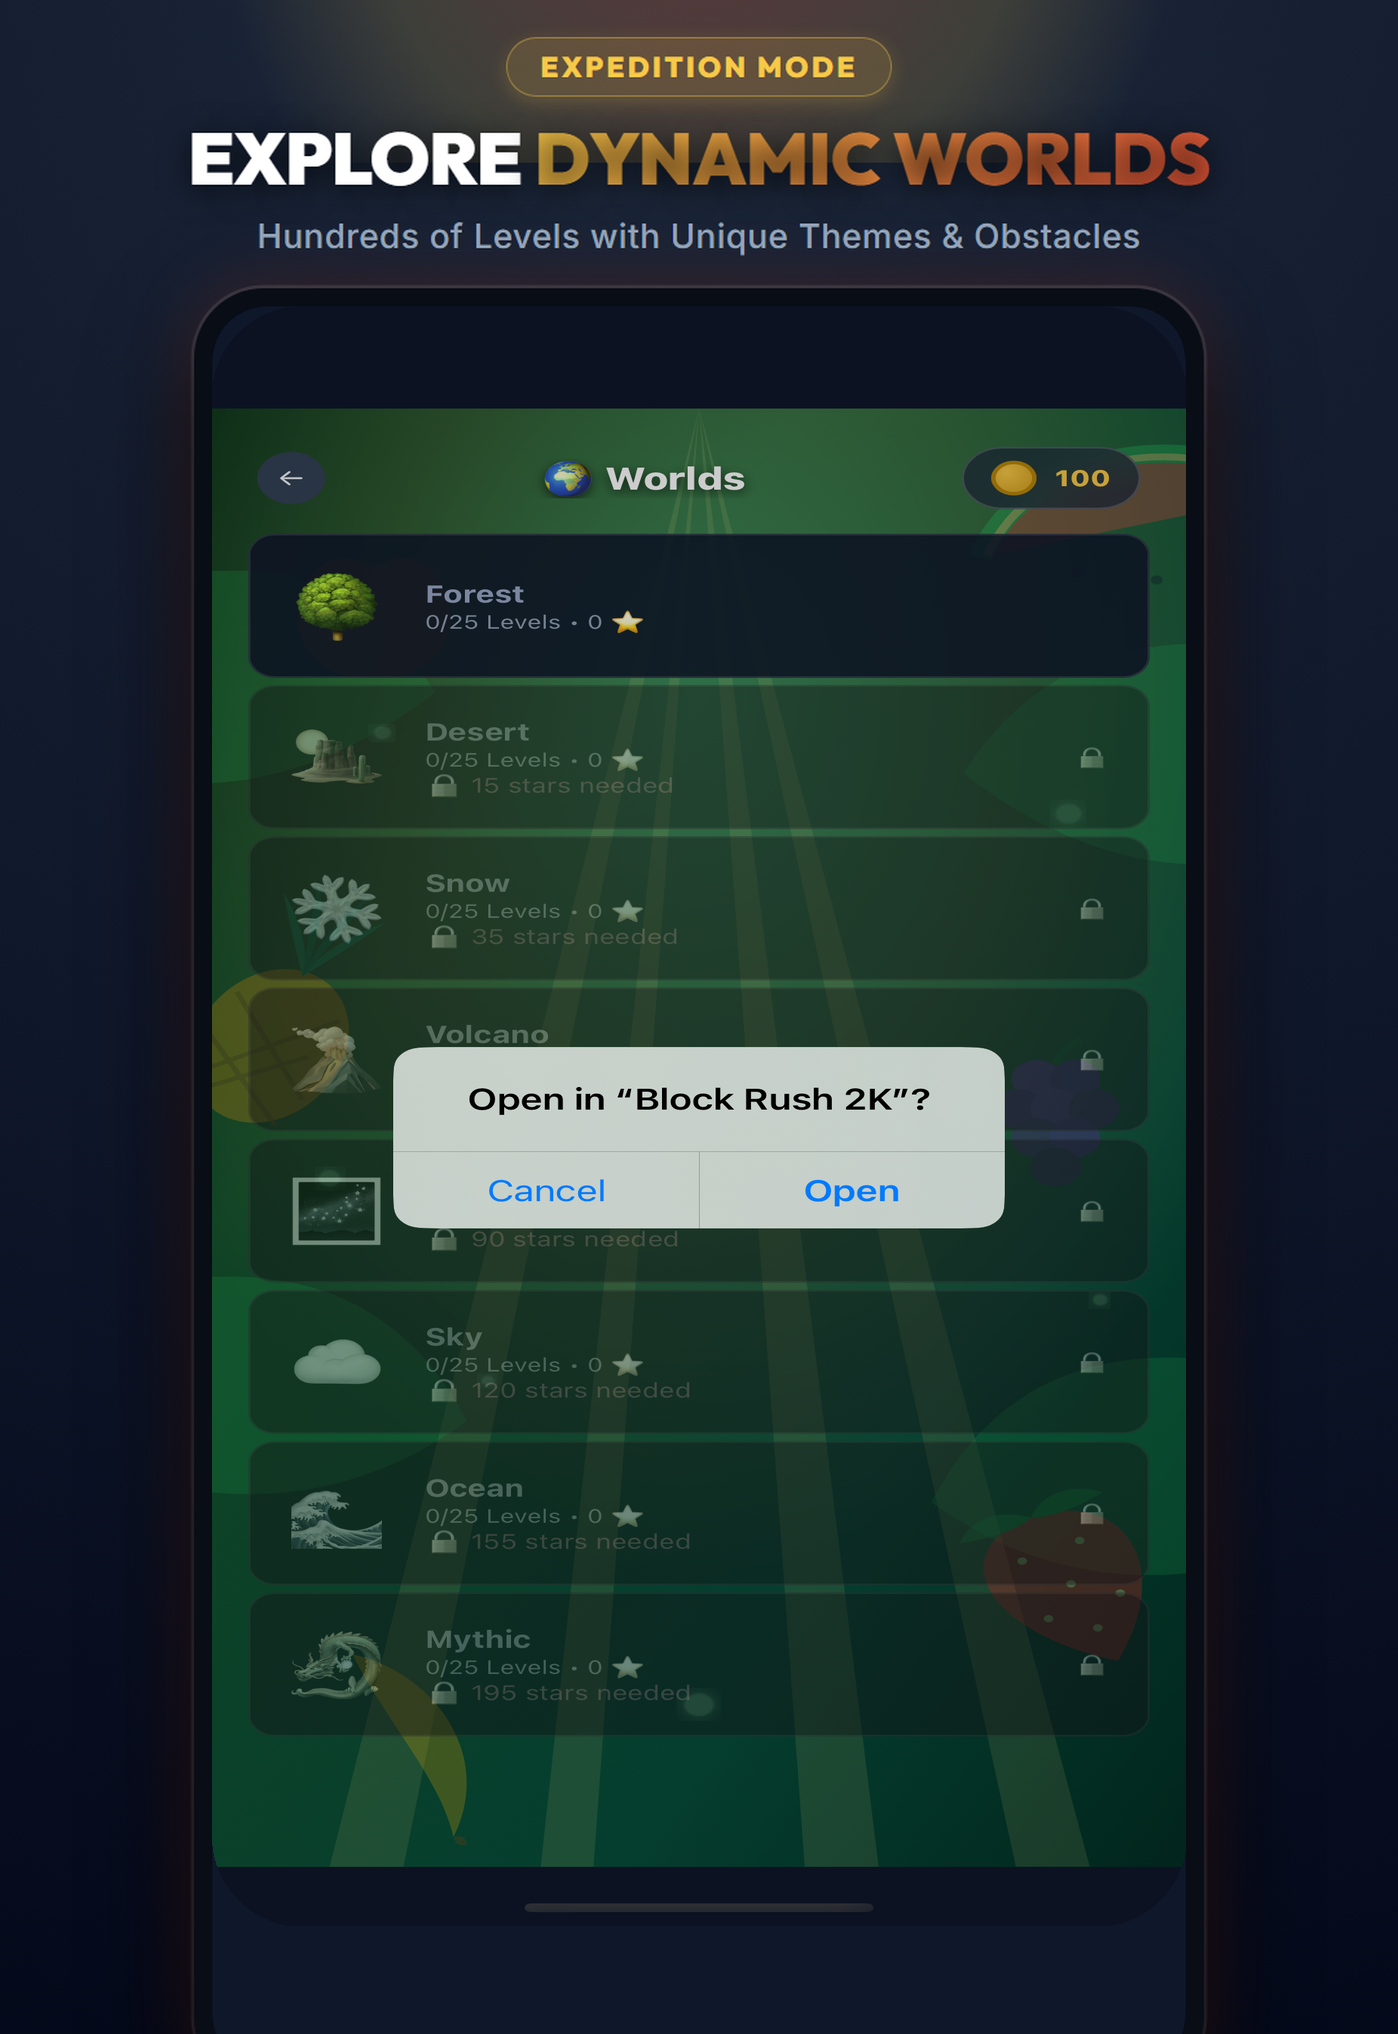 EXPEDITION MODE
EXPLORE DYNAMIC WORLDS
Hundreds of Levels with Unique Themes & Obstacles
Worlds
100
Forest
0/25 Levels • 0
Desert
0/25 Levels • 0
15 stars needed
Snow
0/25 Levels • 0
35 stars needed
Volcano
Open in “Block Rush 2K”?
Cancel
Open
90 stars needed
Sky
0/25 Levels • 0
120 stars needed
Ocean
0/25 Levels • 0
155 stars needed
Mythic
0/25 Levels • 0
195 stars needed